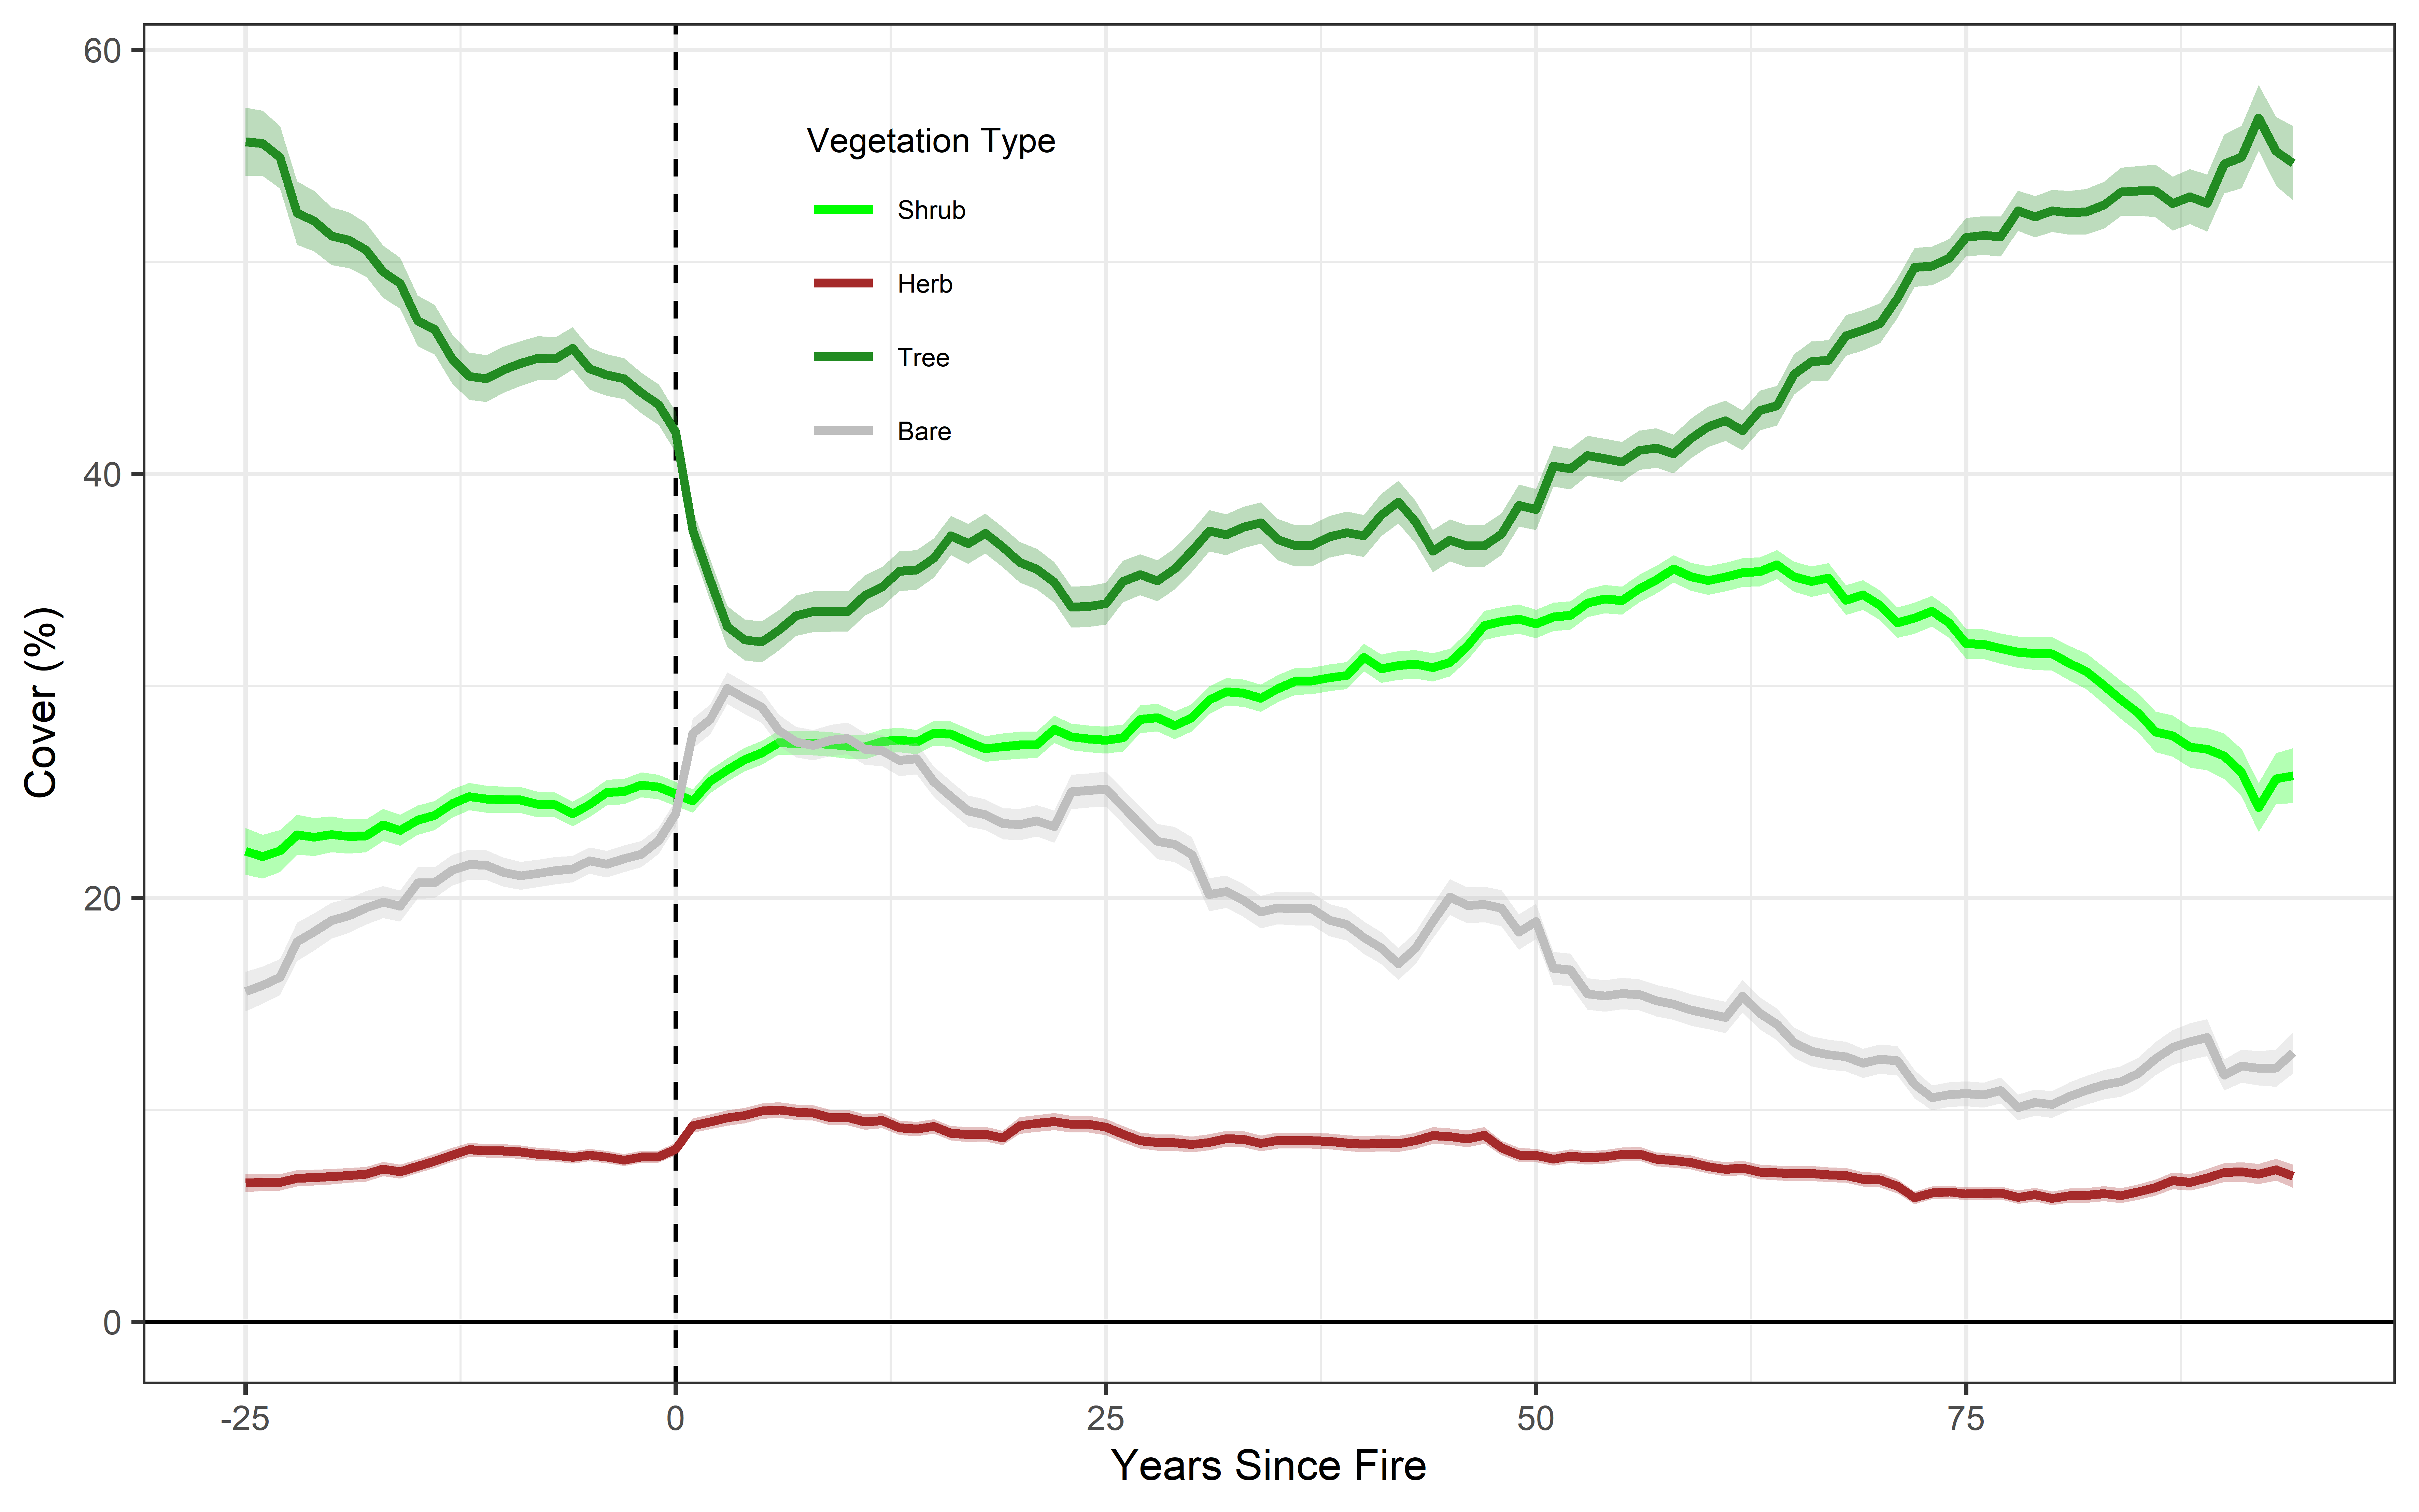 60
40
20
0
Cover (%)
Vegetation Type
Shrub
Herb
Tree
Bare
-25 0 25 50 75
Years Since Fire